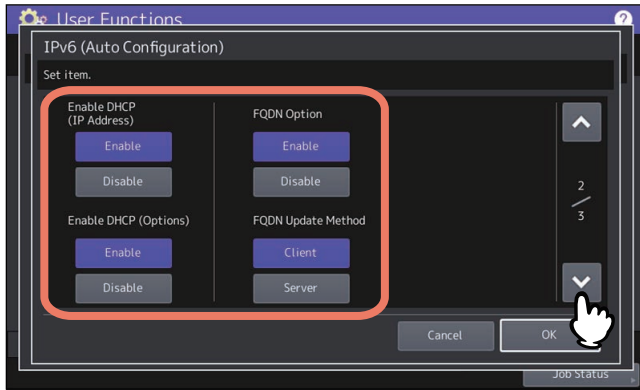 User Functions
?
IPv6 (Auto Configuration)
Set item.
Enable DHCP
(IP Address)
Enable
Disable
FQDN Option
Enable
Disable
Enable DHCP (Options)
Enable
Disable
FQDN Update Method
Client
Server
2
3
Cancel
OK
Job Status